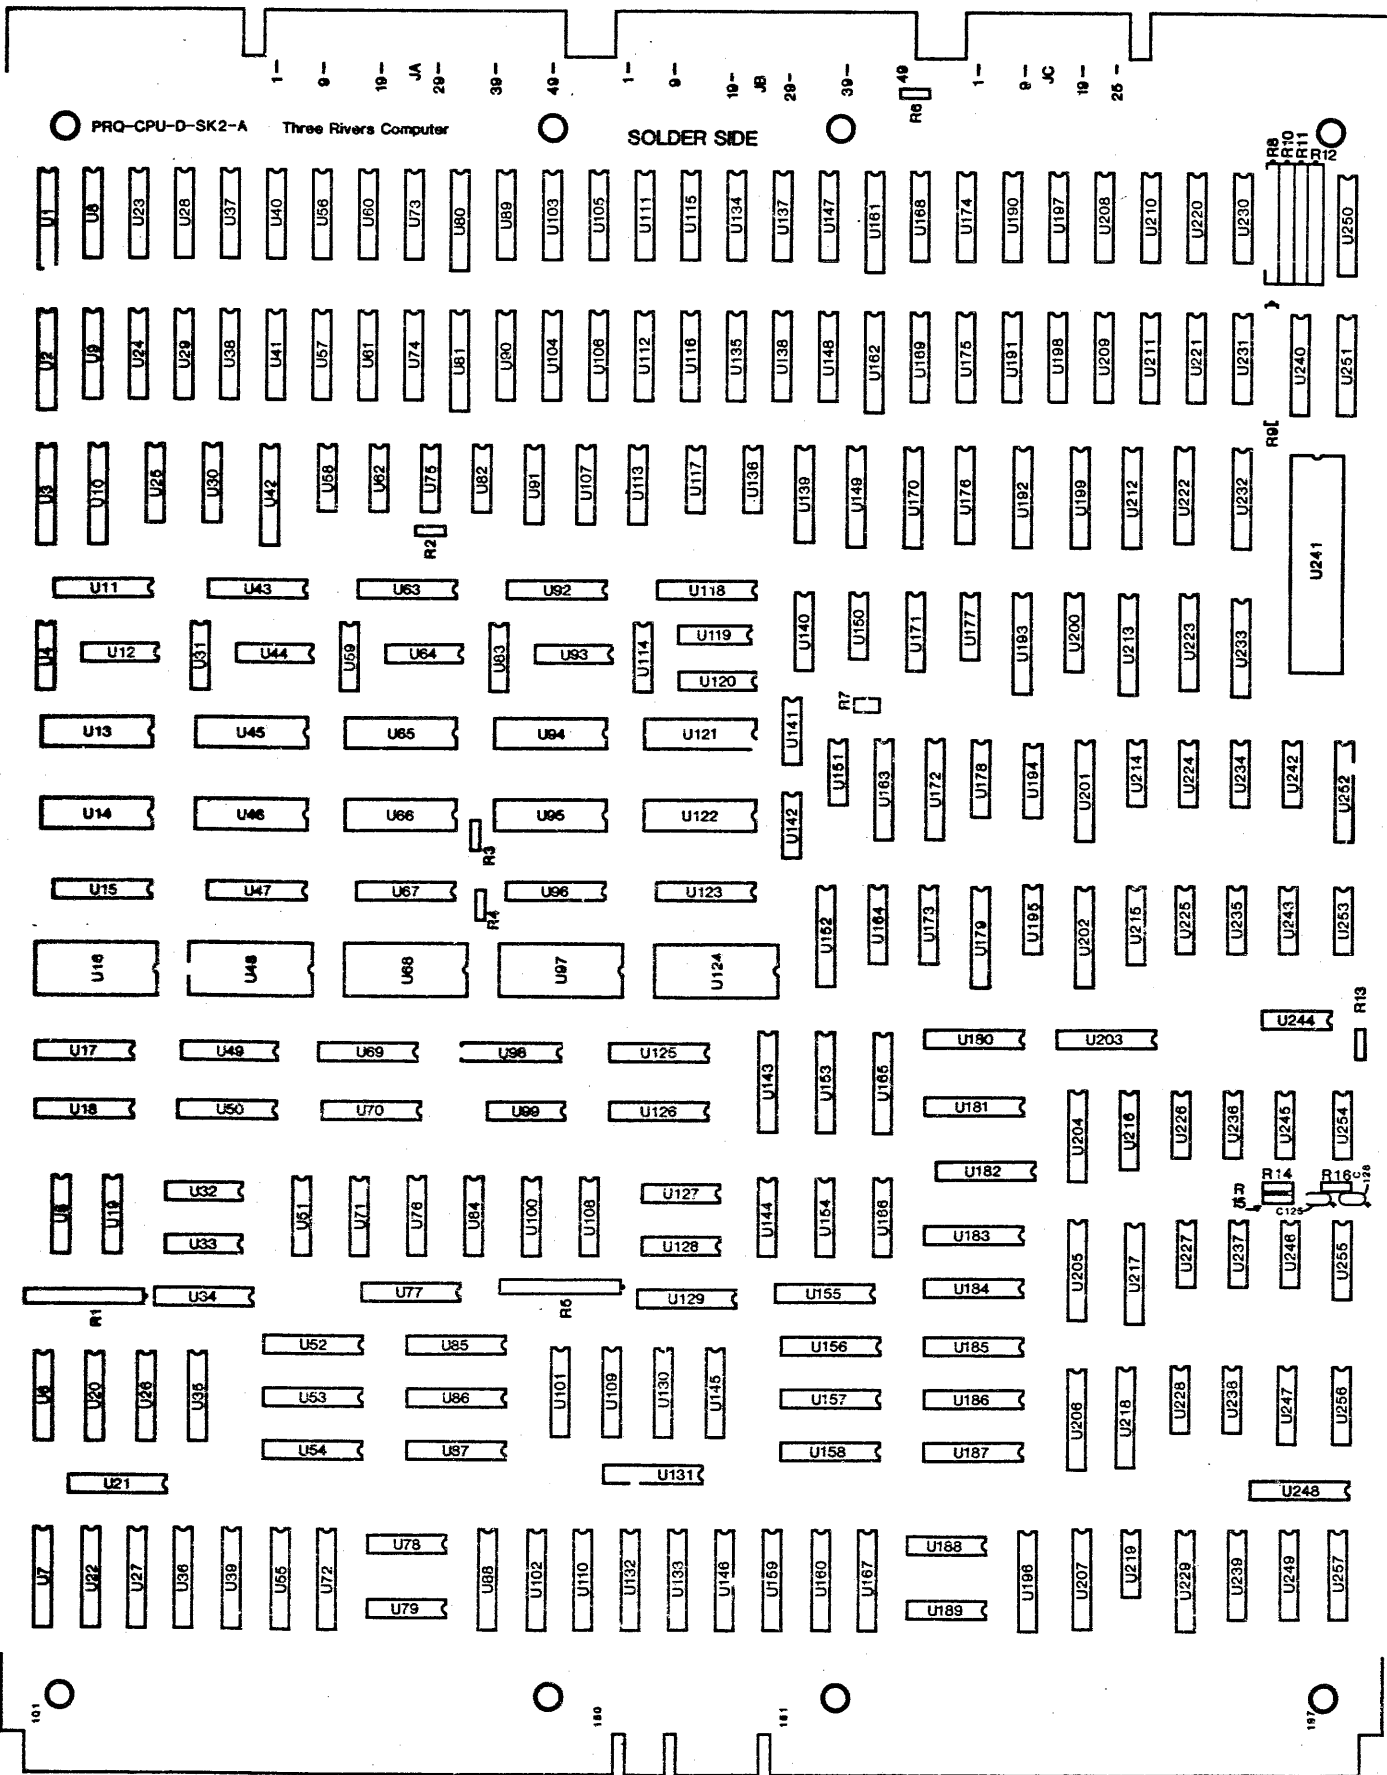 1- 9- 19- JA 29- 39- 49- 1- 9- 19- JB 29- 39- 49 1- 9- JC 19- 25-
R6
PRQ-CPU-D-SK2-A Three Rivers Computer SOLDER SIDE
R8 R10 R11 R12
U1 U8 U23 U28 U37 U40 U56 U60 U73 U80 U89 U103 U105 U111 U115 U134 U137 U147 U161 U168 U174 U190 U197 U208 U210 U220 U230 U250
U2 U9 U24 U29 U38 U41 U57 U61 U74 U81 U90 U104 U106 U112 U116 U135 U138 U148 U162 U169 U175 U191 U198 U209 U211 U221 U231 U240 U251
R9
U3 U10 U25 U30 U42 U58 U62 U75 U82 U91 U107 U113 U117 U136 U139 U149 U170 U176 U192 U199 U212 U222 U232 U241
R2
U11 U43 U63 U92 U118
U4 U12 U31 U44 U59 U64 U83 U93 U114 U119 U140 U150 U171 U177 U193 U200 U213 U223 U233
U120
R7
U13 U45 U65 U94 U121 U141
U151 U163 U172 U178 U194 U201 U214 U224 U234 U242 U252
U14 U46 U66 U95 U122 U142
R3
U15 U47 U67 U96 U123
R4
U152 U164 U173 U179 U195 U202 U215 U225 U235 U243 U253
U16 U48 U68 U97 U124
R13
U244
U17 U49 U69 U98 U125 U143 U153 U165 U180 U203
U18 U50 U70 U99 U126 U181 U204 U216 U226 U236 U245 U254
U182
R14 R16 C128
R15 C125
U5 U19 U32 U51 U71 U76 U84 U100 U108 U127 U144 U154 U166
U33 U128 U183 U205 U217 U227 U237 U246 U255
R1 U34 U77 R5 U129 U155 U184
U52 U85 U156 U185
U6 U20 U26 U35 U53 U86 U101 U109 U130 U145 U157 U186 U206 U218 U228 U238 U247 U256
U54 U87 U158 U187
U21 U131 U248
U7 U22 U27 U36 U39 U55 U72 U78 U88 U102 U110 U132 U133 U146 U159 U160 U167 U188 U196 U207 U219 U229 U239 U249 U257
U79 U189
101 150 151 197